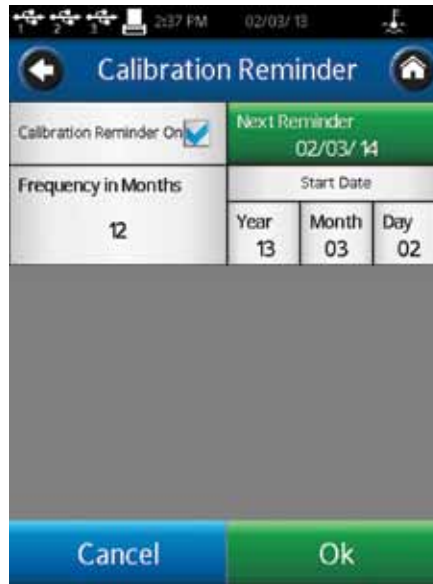 1 2 3 2:37 PM 02/03/13
Calibration Reminder
Calibration Reminder On
Next Reminder
02/03/14
Frequency in Months
12
Start Date
Year Month Day
13 03 02
Cancel Ok